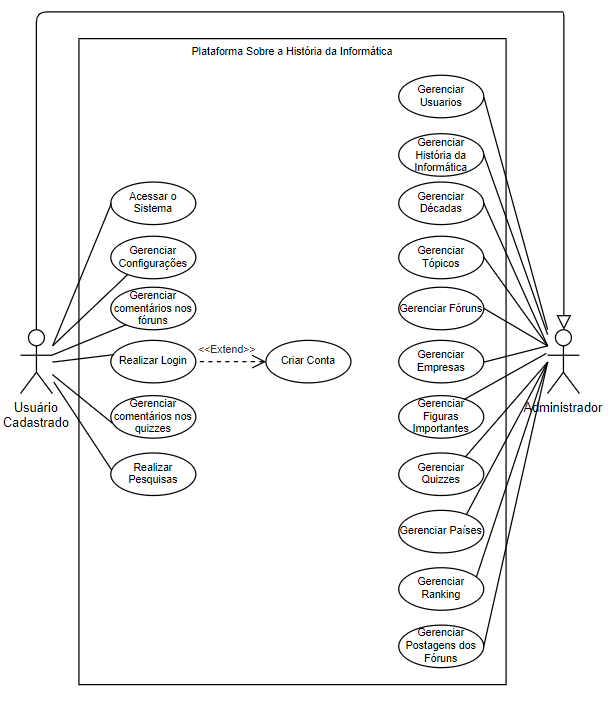 Plataforma Sobre a História da Informática
Acessar o
Sistema
Gerenciar
Configurações
Gerenciar
comentários nos
fóruns
Realizar Login
<<Extend>>
Criar Conta
Gerenciar
comentários nos
quizzes
Realizar
Pesquisas
Usuário
Cadastrado
Gerenciar
Usuarios
Gerenciar
História da
Informática
Gerenciar
Décadas
Gerenciar
Tópicos
Gerenciar Fóruns
Gerenciar
Empresas
Gerenciar
Figuras
Importantes
Gerenciar
Quizzes
Gerenciar Países
Gerenciar
Ranking
Gerenciar
Postagens dos
Fóruns
Administrador